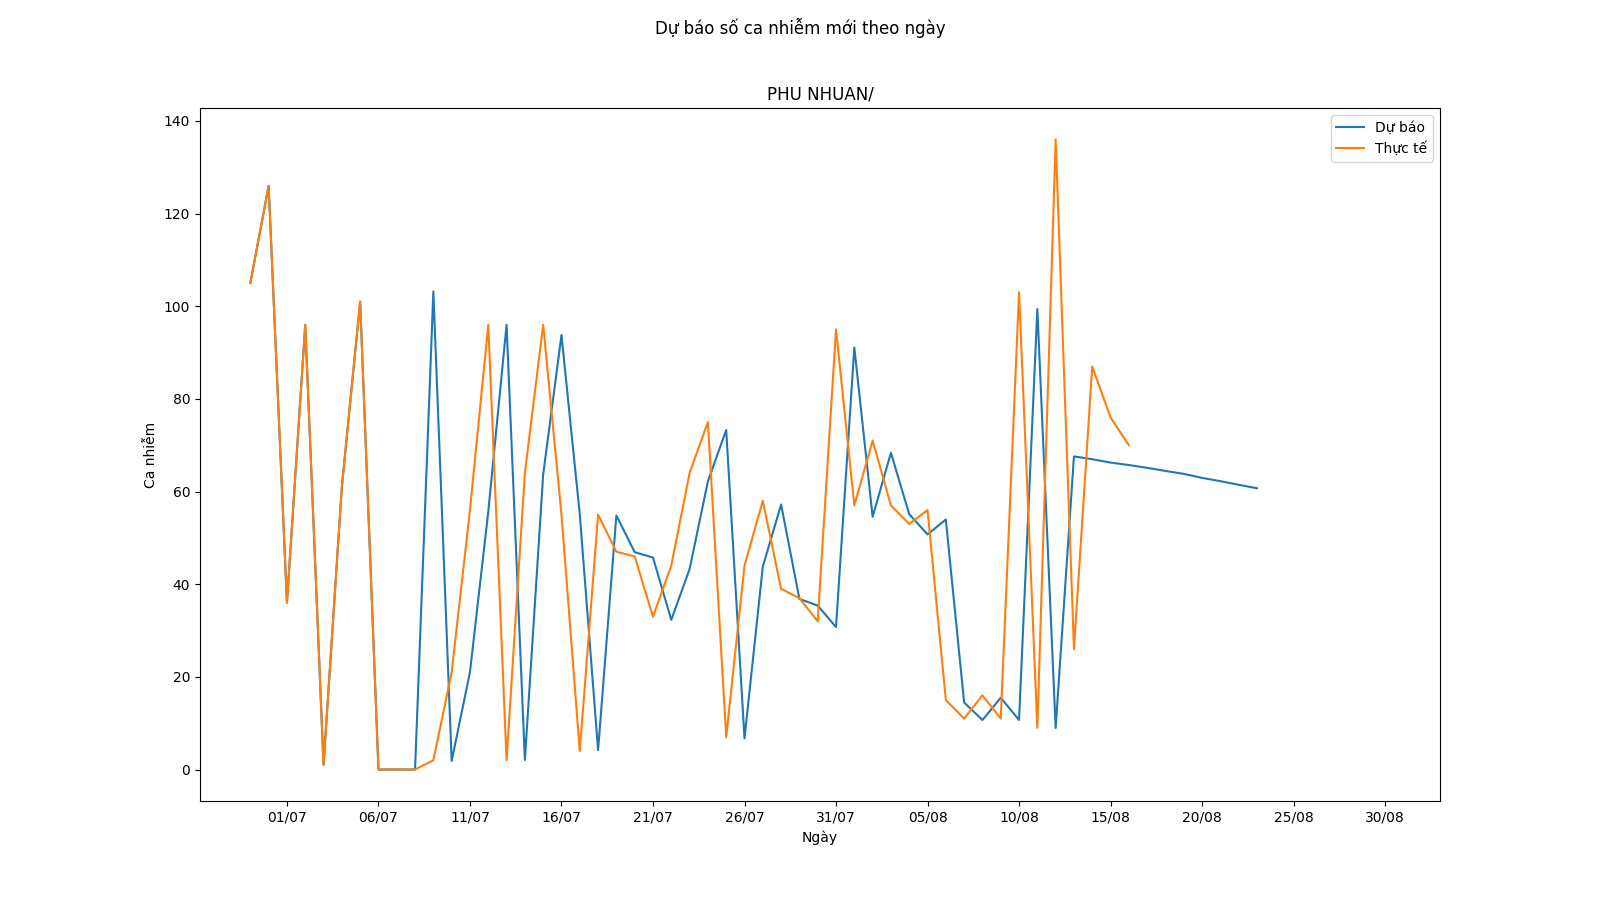 Dự báo số ca nhiễm mới theo ngày
PHU NHUAN/
Dự báo
Thực tế
140
120
100
80
60
40
20
0
Ca nhiễm
01/07 06/07 11/07 16/07 21/07 26/07 31/07 05/08 10/08 15/08 20/08 25/08 30/08
Ngày